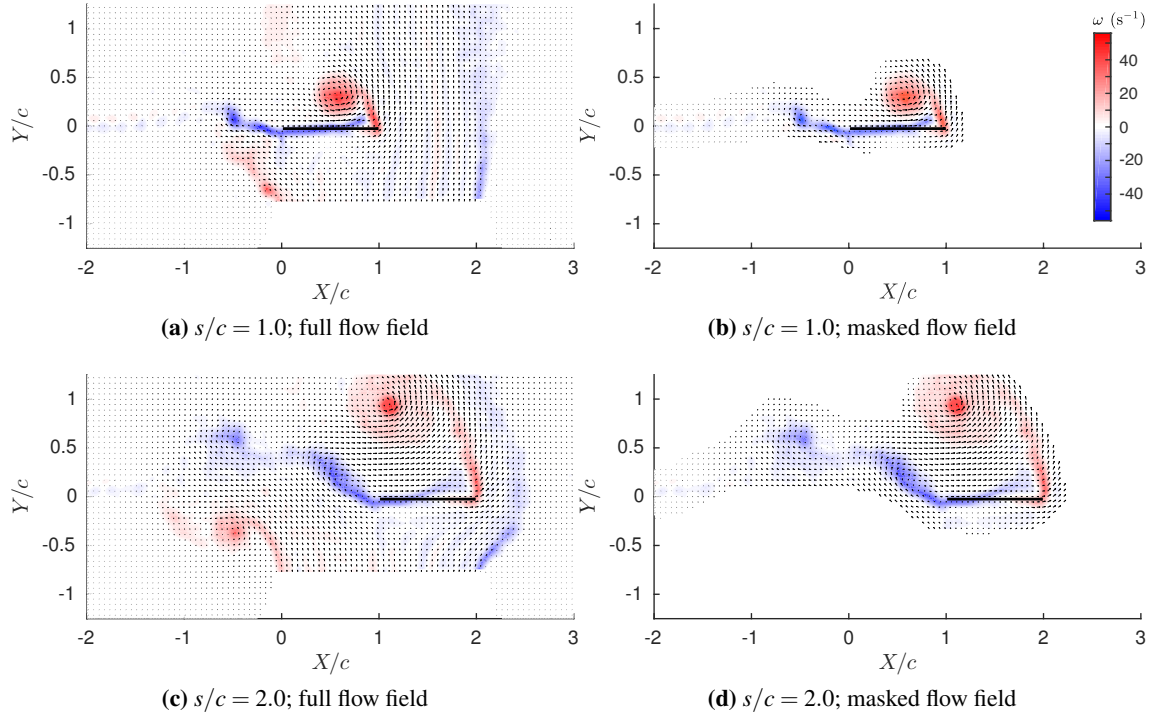 ω (s⁻¹)
1
0.5
0
-0.5
-1
Y/c
-2 -1 0 1 2 3
X/c
1
0.5
0
-0.5
-1
Y/c
-2 -1 0 1 2 3
X/c
40
20
0
-20
-40
(a) s/c = 1.0; full flow field
(b) s/c = 1.0; masked flow field
1
0.5
0
-0.5
-1
Y/c
-2 -1 0 1 2 3
X/c
1
0.5
0
-0.5
-1
Y/c
-2 -1 0 1 2 3
X/c
(c) s/c = 2.0; full flow field
(d) s/c = 2.0; masked flow field